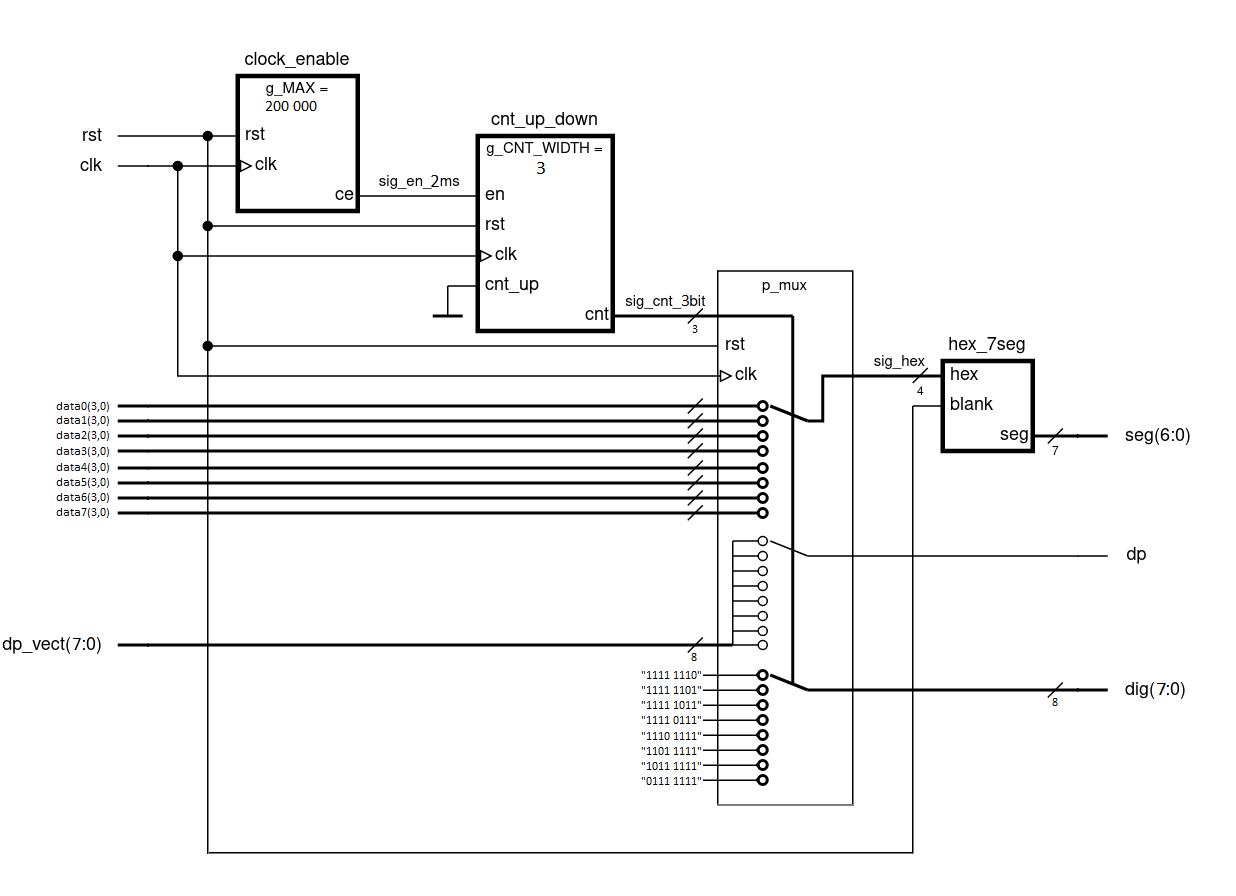 clock_enable
g_MAX =
200 000
rst
rst
clk
clk
ce
sig_en_2ms
cnt_up_down
g_CNT_WIDTH =
3
en
rst
clk
cnt_up
cnt
sig_cnt_3bit
3
p_mux
rst
clk
sig_hex
4
hex_7seg
hex
blank
seg
7
seg(6:0)
data0(3,0)
data1(3,0)
data2(3,0)
data3(3,0)
data4(3,0)
data5(3,0)
data6(3,0)
data7(3,0)
dp
dp_vect(7:0)
8
"1111 1110"
"1111 1101"
"1111 1011"
"1111 0111"
"1110 1111"
"1101 1111"
"1011 1111"
"0111 1111"
dig(7:0)
8